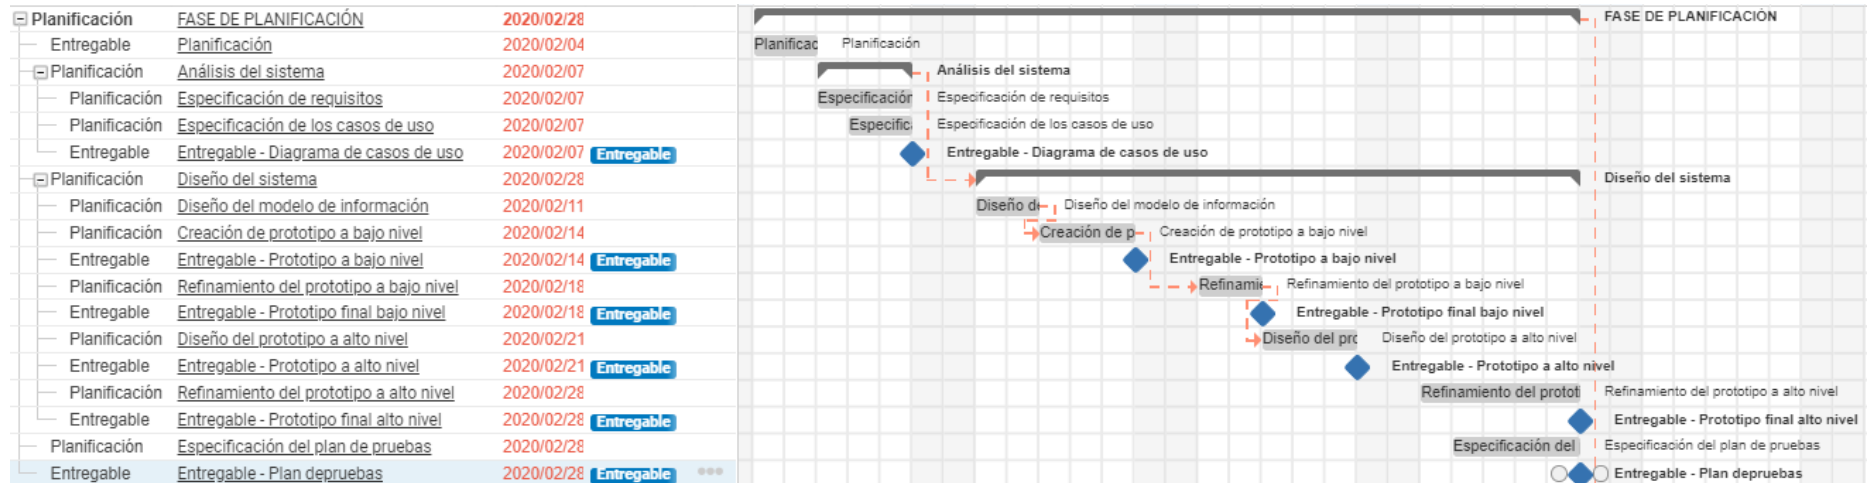 Planificación FASE DE PLANIFICACIÓN 2020/02/28 FASE DE PLANIFICACIÓN
Entregable Planificación 2020/02/04 Planificac Planificación
Planificación Análisis del sistema 2020/02/07 Análisis del sistema
Planificación Especificación de requisitos 2020/02/07 Especificación Especificación de requisitos
Planificación Especificación de los casos de uso 2020/02/07 Especific Especificación de los casos de uso
Entregable Entregable - Diagrama de casos de uso 2020/02/07 Entregable Entregable - Diagrama de casos de uso
Planificación Diseño del sistema 2020/02/28 Diseño del sistema
Planificación Diseño del modelo de información 2020/02/11 Diseño de Diseño del modelo de información
Planificación Creación de prototipo a bajo nivel 2020/02/14 Creación de p Creación de prototipo a bajo nivel
Entregable Entregable - Prototipo a bajo nivel 2020/02/14 Entregable Entregable - Prototipo a bajo nivel
Planificación Refinamiento del prototipo a bajo nivel 2020/02/18 Refinamie Refinamiento del prototipo a bajo nivel
Entregable Entregable - Prototipo final bajo nivel 2020/02/18 Entregable Entregable - Prototipo final bajo nivel
Planificación Diseño del prototipo a alto nivel 2020/02/21 Diseño del pro Diseño del prototipo a alto nivel
Entregable Entregable - Prototipo a alto nivel 2020/02/21 Entregable Entregable - Prototipo a alto nivel
Planificación Refinamiento del prototipo a alto nivel 2020/02/28 Refinamiento del protot Refinamiento del prototipo a alto nivel
Entregable Entregable - Prototipo final alto nivel 2020/02/28 Entregable Entregable - Prototipo final alto nivel
Planificación Especificación del plan de pruebas 2020/02/28 Especificación del Especificación del plan de pruebas
Entregable Entregable - Plan depruebas 2020/02/28 Entregable Entregable - Plan depruebas